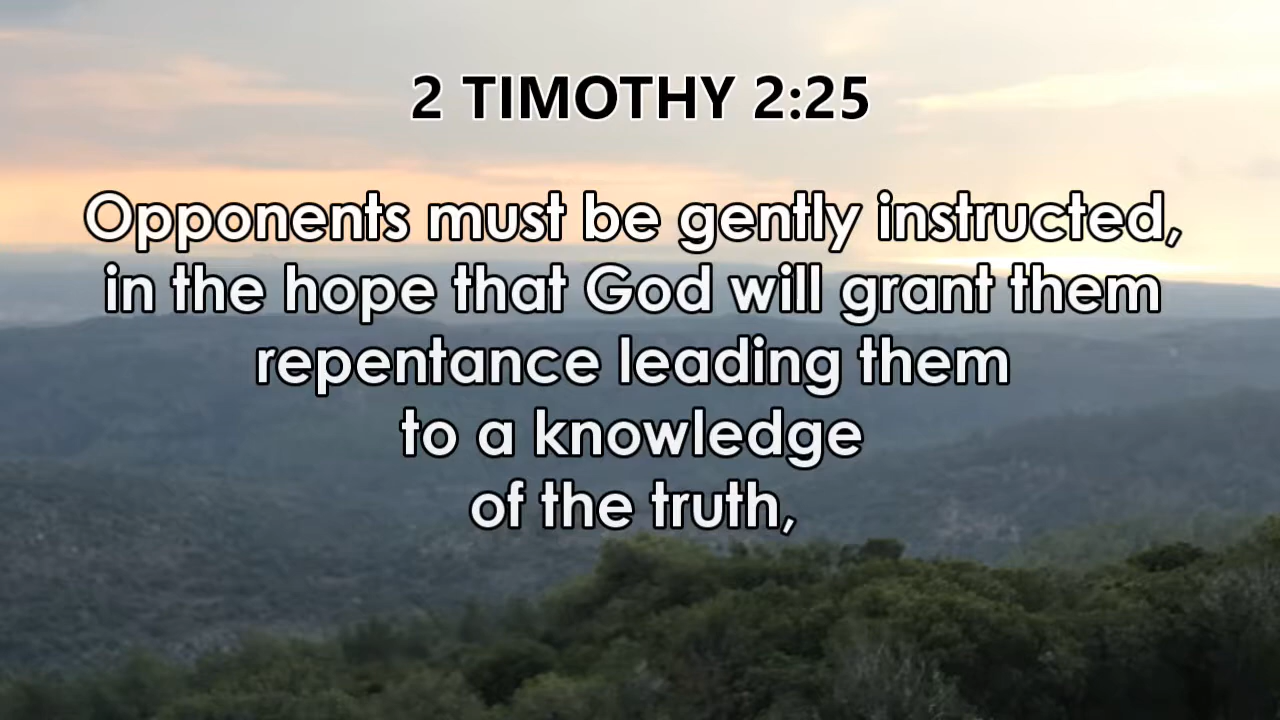 2 TIMOTHY 2:25
Opponents must be gently instructed,
in the hope that God will grant them
repentance leading them
to a knowledge
of the truth,